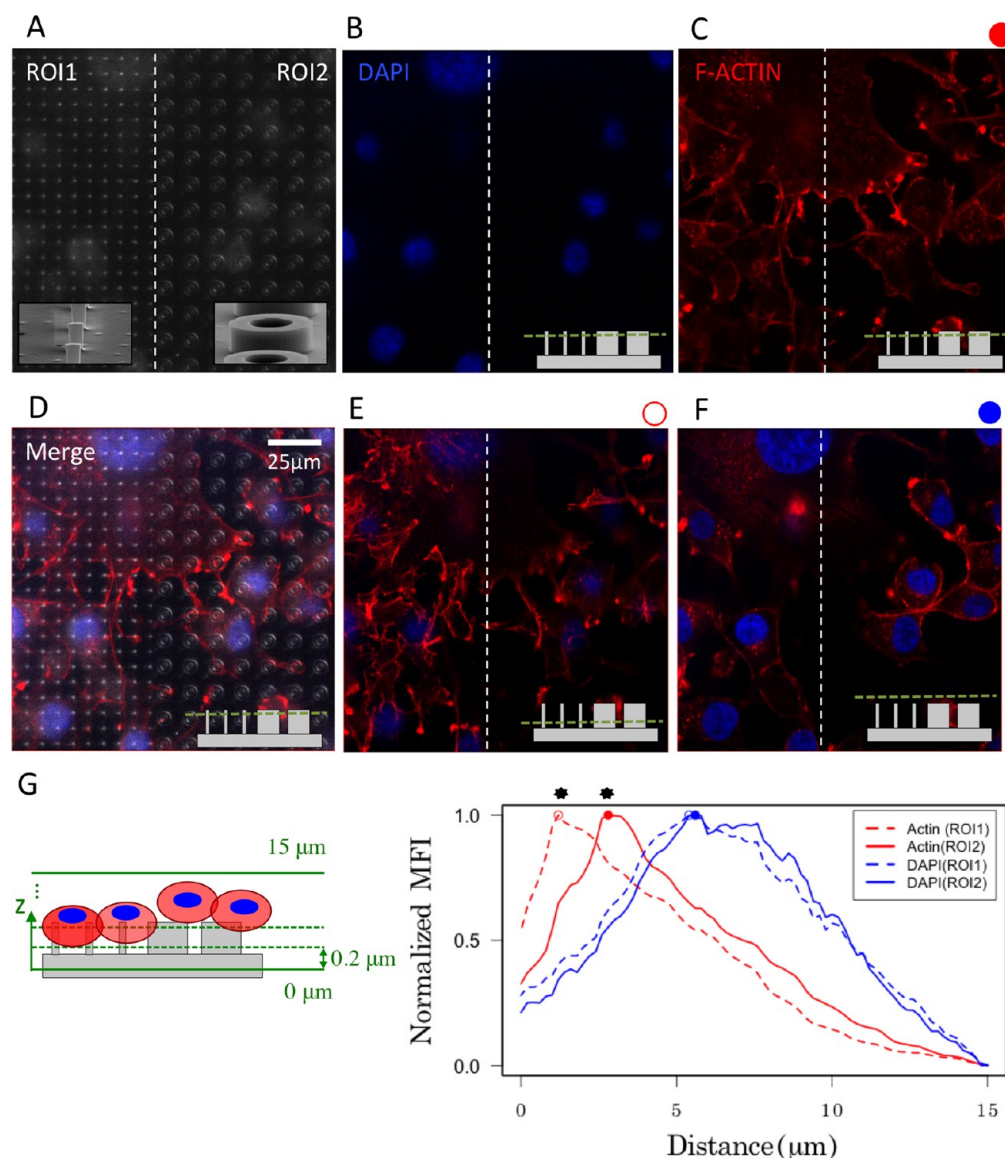 A
B
C
ROI1
ROI2
DAPI
F-ACTIN
D
E
F
Merge
25μm
G
15 μm
z
0.2 μm
0 μm
Normalized MFI
1.0
0.5
1.0
Actin (ROI1)
Actin(ROI2)
DAPI(ROI1)
DAPI(ROI2)
0
5
10
15
Distance(μm)